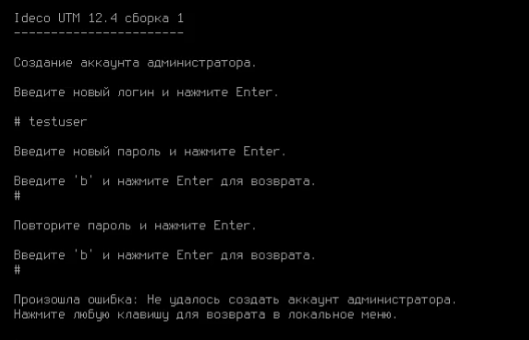 Ideco UTM 12.4 сборка 1
-----------------------
Создание аккаунта администратора.
Введите новый логин и нажмите Enter.
# testuser
Введите новый пароль и нажмите Enter.
Введите 'b' и нажмите Enter для возврата.
#
Повторите пароль и нажмите Enter.
Введите 'b' и нажмите Enter для возврата.
#
Произошла ошибка: Не удалось создать аккаунт администратора.
Нажмите любую клавишу для возврата в локальное меню.